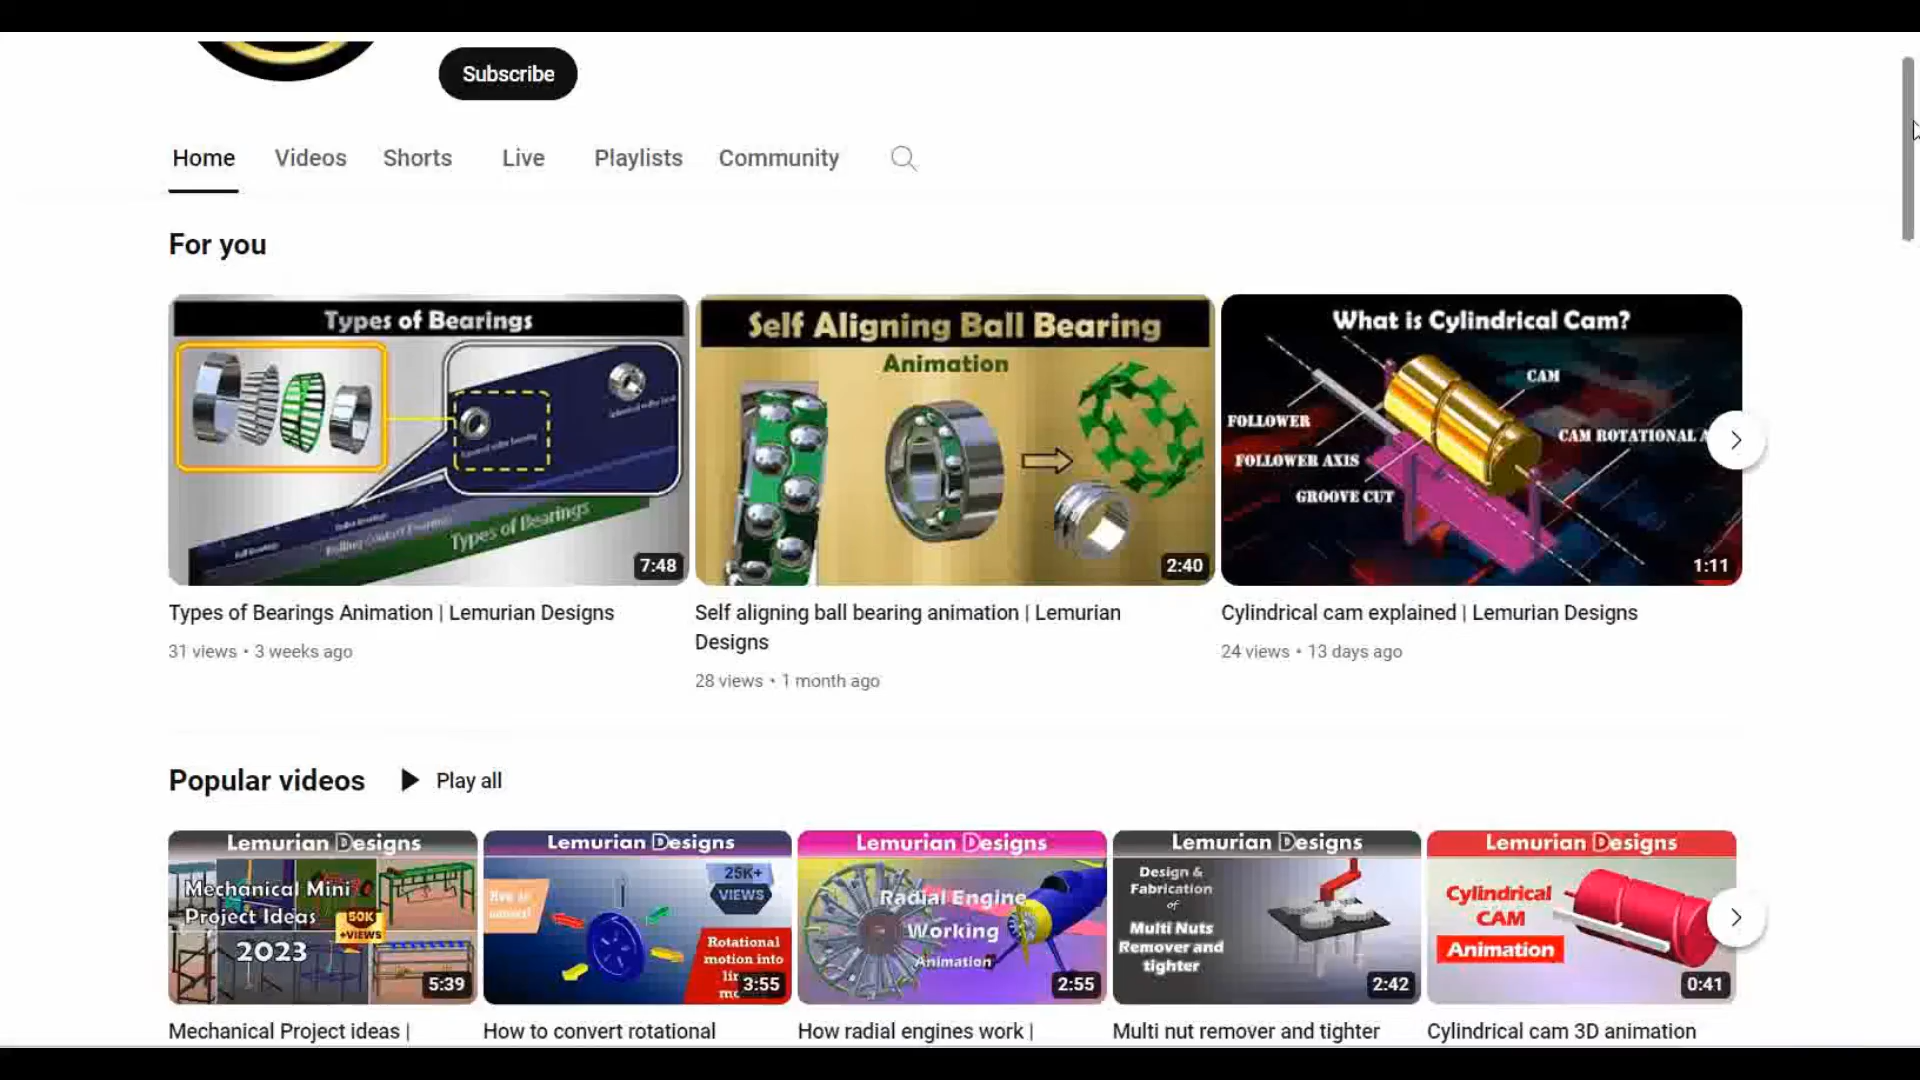 Subscribe
Home
Videos
Shorts
Live
Playlists
Community
For you
Types of Bearings
Types of Bearings
7:48
Self Aligning Ball Bearing
Animation
2:40
What is Cylindrical Cam?
CAM
FOLLOWER
CAM ROTATIONAL A
FOLLOWER AXIS
GROOVE CUT
1:11
Types of Bearings Animation | Lemurian Designs
31 views • 3 weeks ago
Self aligning ball bearing animation | Lemurian
Designs
28 views • 1 month ago
Cylindrical cam explained | Lemurian Designs
24 views • 13 days ago
Popular videos
Play all
Lemurian Designs
Mechanical Mini
Project Ideas
50K
+VIEWS
2023
5:39
Lemurian Designs
25K+
VIEWS
Rotational
motion into
3:55
Lemurian Designs
Radial Engine
Working
Animation
2:55
Lemurian Designs
Design &
Fabrication
of
Multi Nuts
Remover and
tighter
2:42
Lemurian Designs
Cylindrical
CAM
Animation
0:41
Mechanical Project ideas |
How to convert rotational
How radial engines work |
Multi nut remover and tighter
Cylindrical cam 3D animation